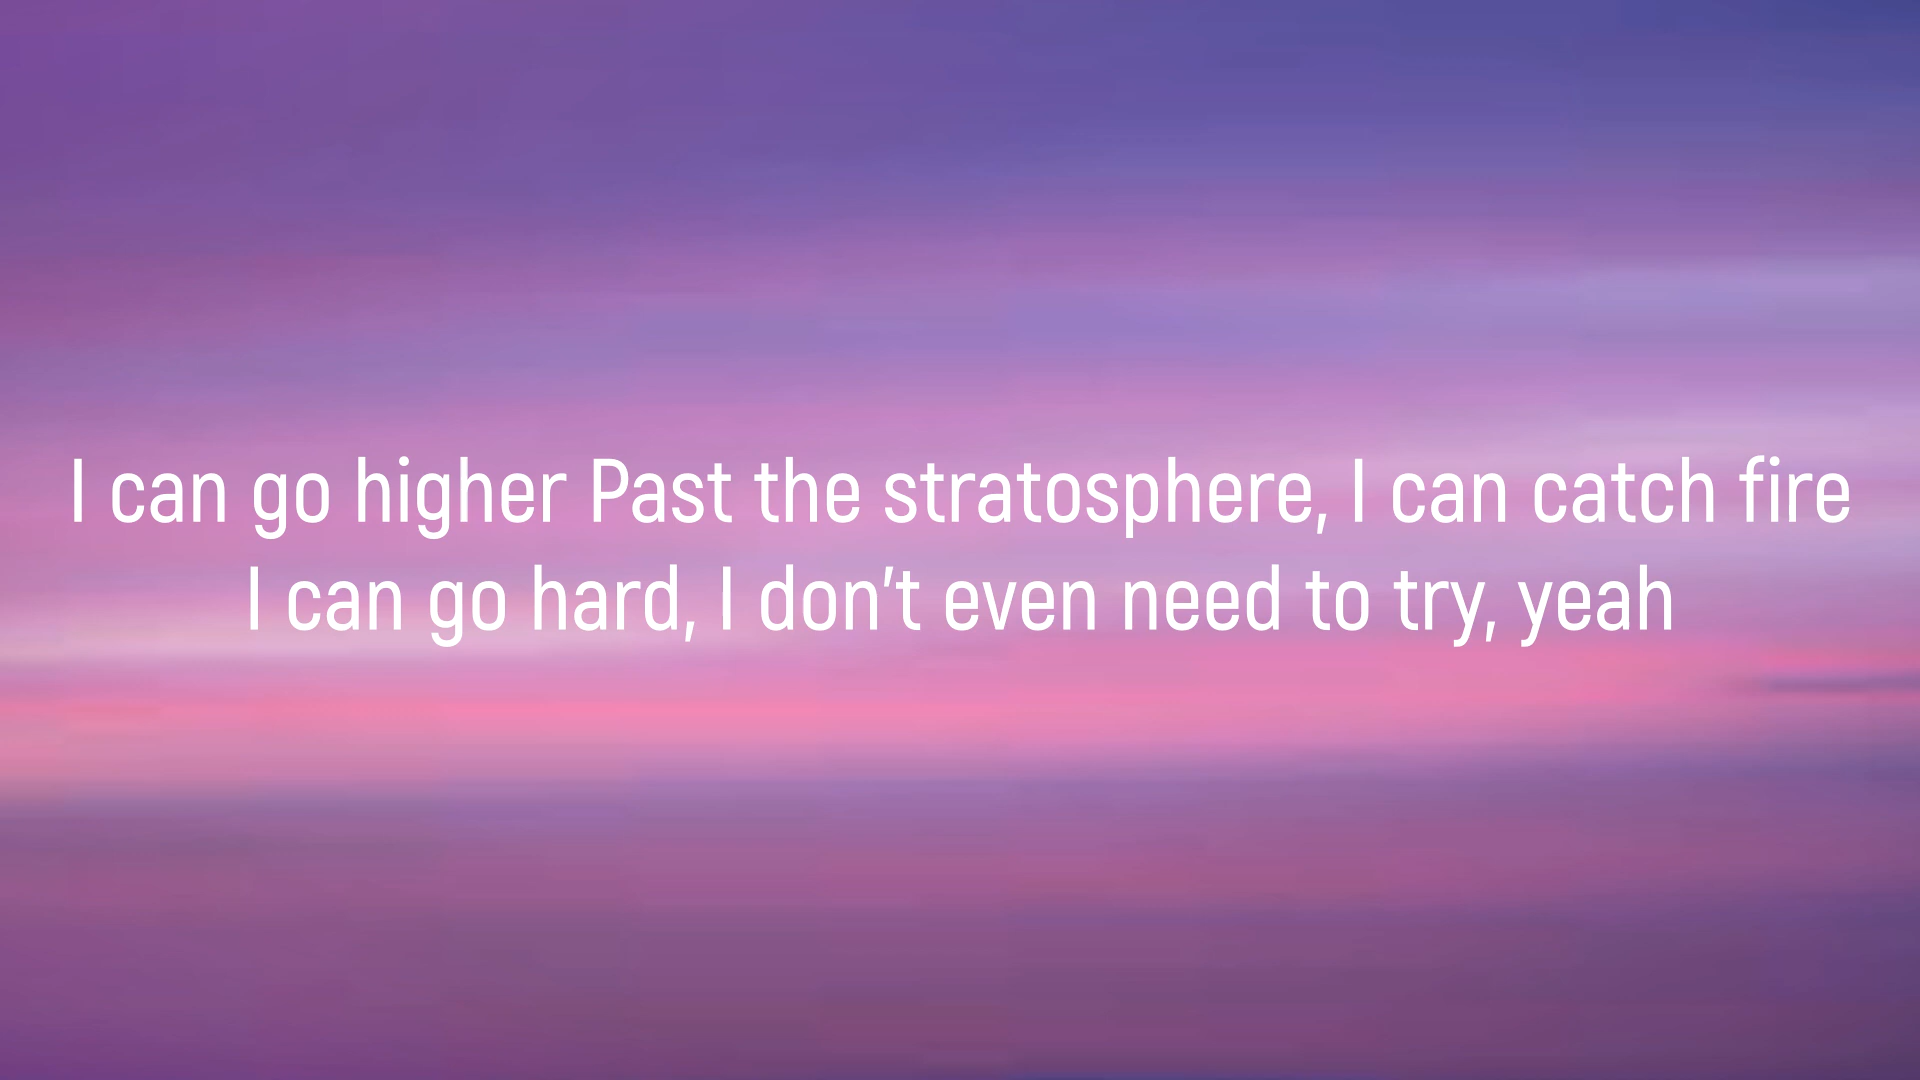 I can go higher Past the stratosphere, I can catch fire
I can go hard, I don't even need to try, yeah